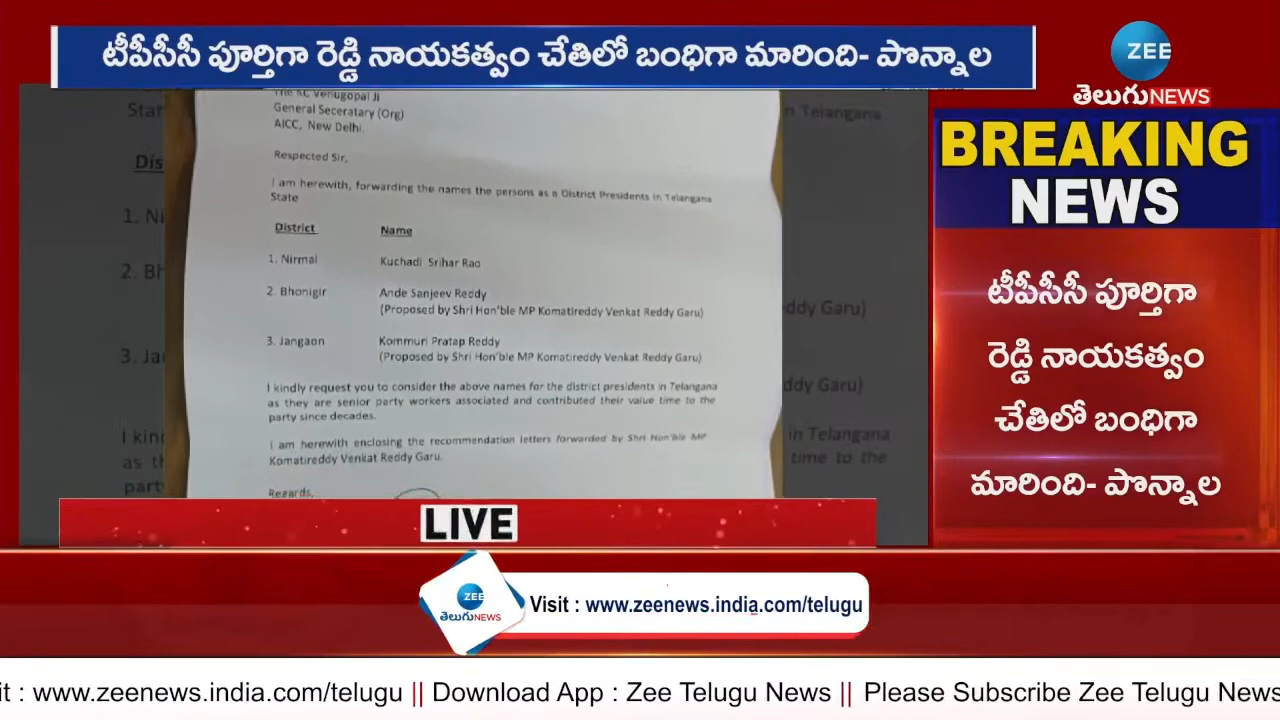 టీపీసీసీ పూర్తిగా రెడ్డి నాయకత్వం చేతిలో బంధిగా మారింది- పొన్నాల
ZEE
తెలుగు NEWS
BREAKING
NEWS
టీపీసీసీ పూర్తిగా
రెడ్డి నాయకత్వం
చేతిలో బంధిగా
మారింది- పొన్నాల
The KC Venugopal Ji
General Seceratary (Org)
AICC, New Delhi.
Respected Sir,
I am herewith, forwarding the names the persons as a District Presidents in Telangana
State
District Name
1. Nirmal Kuchadi Srihar Rao
2. Bhonigir Ande Sanjeev Reddy
(Proposed by Shri Hon'ble MP Komatireddy Venkat Reddy Garu)
3. Jangaon Kommuri Pratap Reddy
(Proposed by Shri Hon'ble MP Komatireddy Venkat Reddy Garu)
I kindly request you to consider the above names for the district presidents in Telangana
as they are senior party workers associated and contributed their value time to the
party since decades.
I am herewith enclosing the recommendation letters forwarded by Shri Hon'ble MP
Komatireddy Venkat Reddy Garu.
Regards,
LIVE
ZEE
తెలుగు NEWS
Visit : www.zeenews.india.com/telugu
it : www.zeenews.india.com/telugu || Download App : Zee Telugu News || Please Subscribe Zee Telugu News